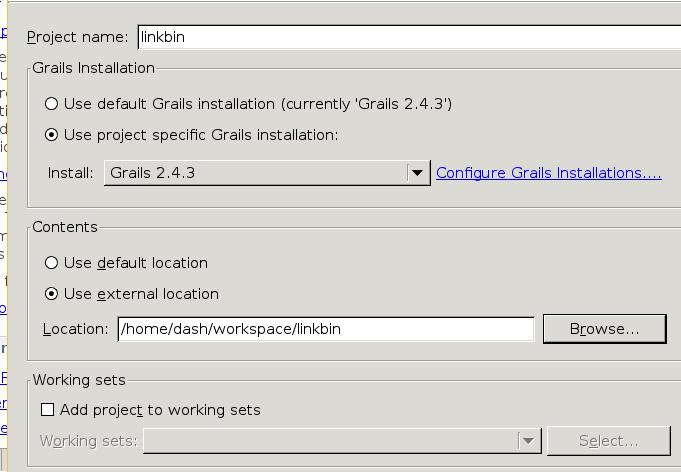 Project name: linkbin
Grails Installation
Use default Grails installation (currently 'Grails 2.4.3')
Use project specific Grails installation:
Install: Grails 2.4.3 Configure Grails Installations....
Contents
Use default location
Use external location
Location: /home/dash/workspace/linkbin Browse...
Working sets
Add project to working sets
Working sets: Select...